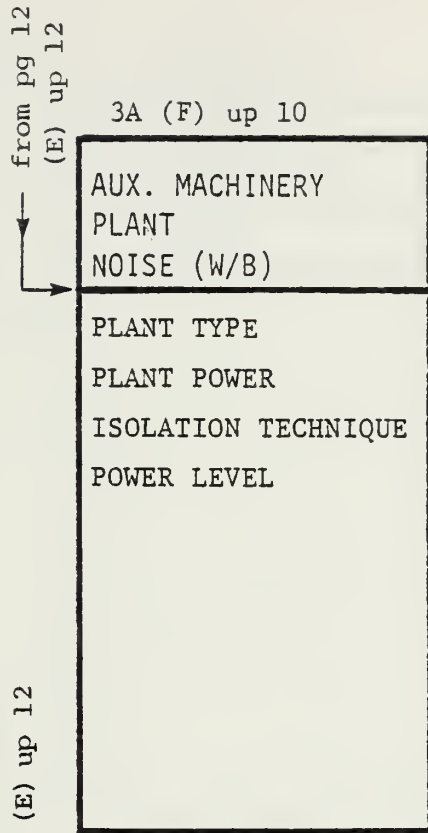 from pg 12
(E) up 12
3A (F) up 10
AUX. MACHINERY
PLANT
NOISE (W/B)
PLANT TYPE
PLANT POWER
ISOLATION TECHNIQUE
POWER LEVEL
(E) up 12